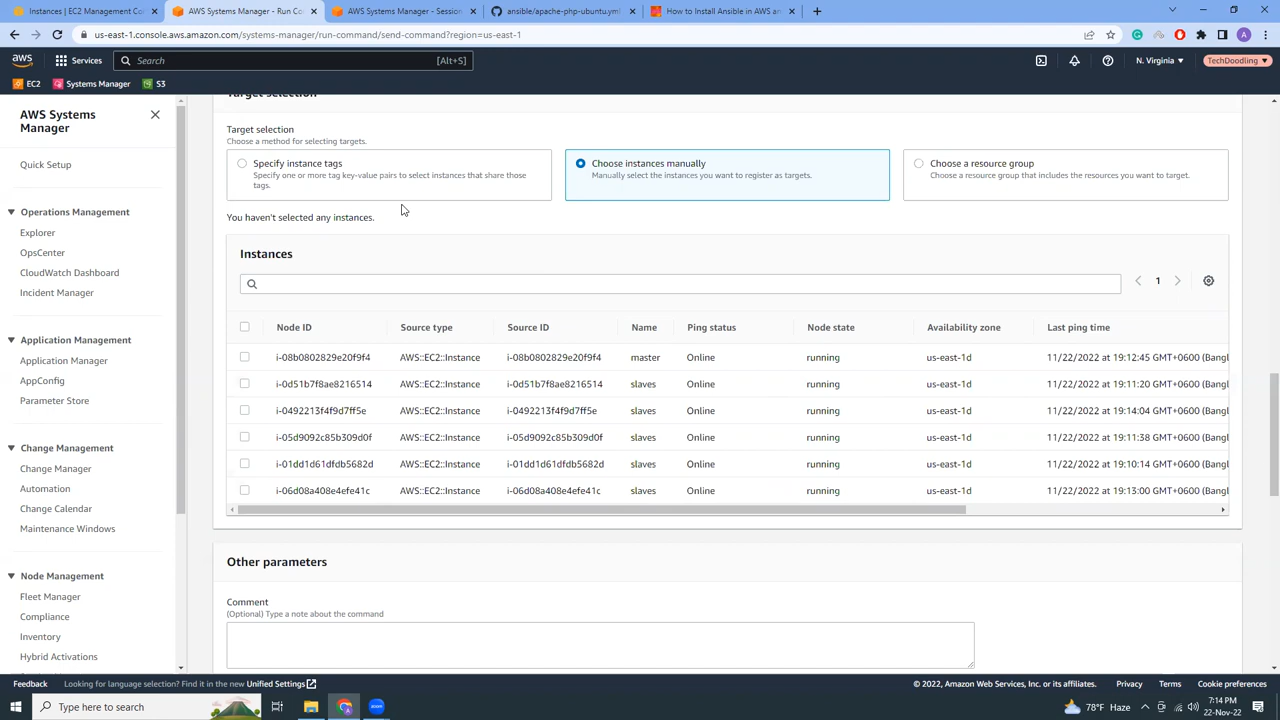 Instances | EC2 Management Co
AWS Systems Manager - Run Co
AWS Systems Manager - Session
ansible/apache-php-ubuntu.yml
How to Install Ansible in AWS an
us-east-1.console.aws.amazon.com/systems-manager/run-command/send-command?region=us-east-1
aws
Services
Search
[Alt+S]
N. Virginia
TechDoodling
EC2
Systems Manager
S3
AWS Systems Manager
Quick Setup
Operations Management
Explorer
OpsCenter
CloudWatch Dashboard
Incident Manager
Application Management
Application Manager
AppConfig
Parameter Store
Change Management
Change Manager
Automation
Change Calendar
Maintenance Windows
Node Management
Fleet Manager
Compliance
Inventory
Hybrid Activations
Target selection
Target selection
Choose a method for selecting targets.
Specify instance tags
Specify one or more tag key-value pairs to select instances that share those
tags.
Choose instances manually
Manually select the instances you want to register as targets.
Choose a resource group
Choose a resource group that includes the resources you want to target.
You haven't selected any instances.
Instances
1
Node ID Source type Source ID Name Ping status Node state Availability zone Last ping time
i-08b0802829e20f9f4 AWS::EC2::Instance i-08b0802829e20f9f4 master Online running us-east-1d 11/22/2022 at 19:12:45 GMT+0600 (Bangl
i-0d51b7f8ae8216514 AWS::EC2::Instance i-0d51b7f8ae8216514 slaves Online running us-east-1d 11/22/2022 at 19:11:20 GMT+0600 (Bangl
i-0492213f4f9d7ff5e AWS::EC2::Instance i-0492213f4f9d7ff5e slaves Online running us-east-1d 11/22/2022 at 19:14:04 GMT+0600 (Bangl
i-05d9092c85b309d0f AWS::EC2::Instance i-05d9092c85b309d0f slaves Online running us-east-1d 11/22/2022 at 19:11:38 GMT+0600 (Bangl
i-01dd1d61dfdb5682d AWS::EC2::Instance i-01dd1d61dfdb5682d slaves Online running us-east-1d 11/22/2022 at 19:10:14 GMT+0600 (Bangl
i-06d08a408e4efe41c AWS::EC2::Instance i-06d08a408e4efe41c slaves Online running us-east-1d 11/22/2022 at 19:13:00 GMT+0600 (Bangl
Other parameters
Comment
(Optional) Type a note about the command
Feedback
Looking for language selection? Find it in the new Unified Settings
© 2022, Amazon Web Services, Inc. or its affiliates.
Privacy
Terms
Cookie preferences
Type here to search
zoom
78°F Haze
7:14 PM
22-Nov-22